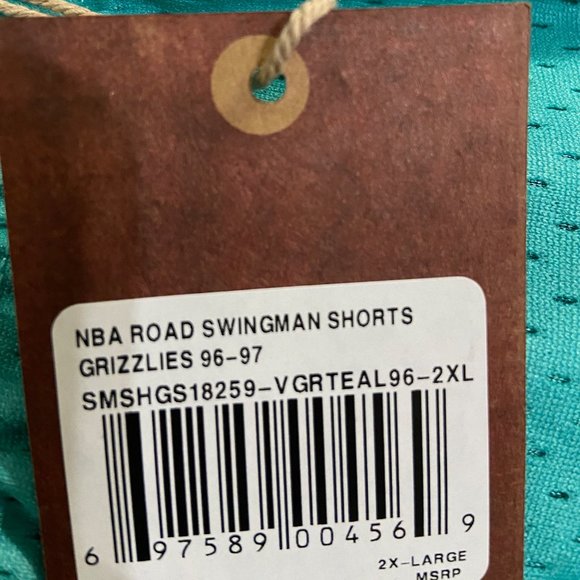 NBA ROAD SWINGMAN SHORTS
GRIZZLIES 96-97
SMSHGS18259-VGRTEAL96-2XL
6 97589 00456 9
2X-LARGE
MSRP